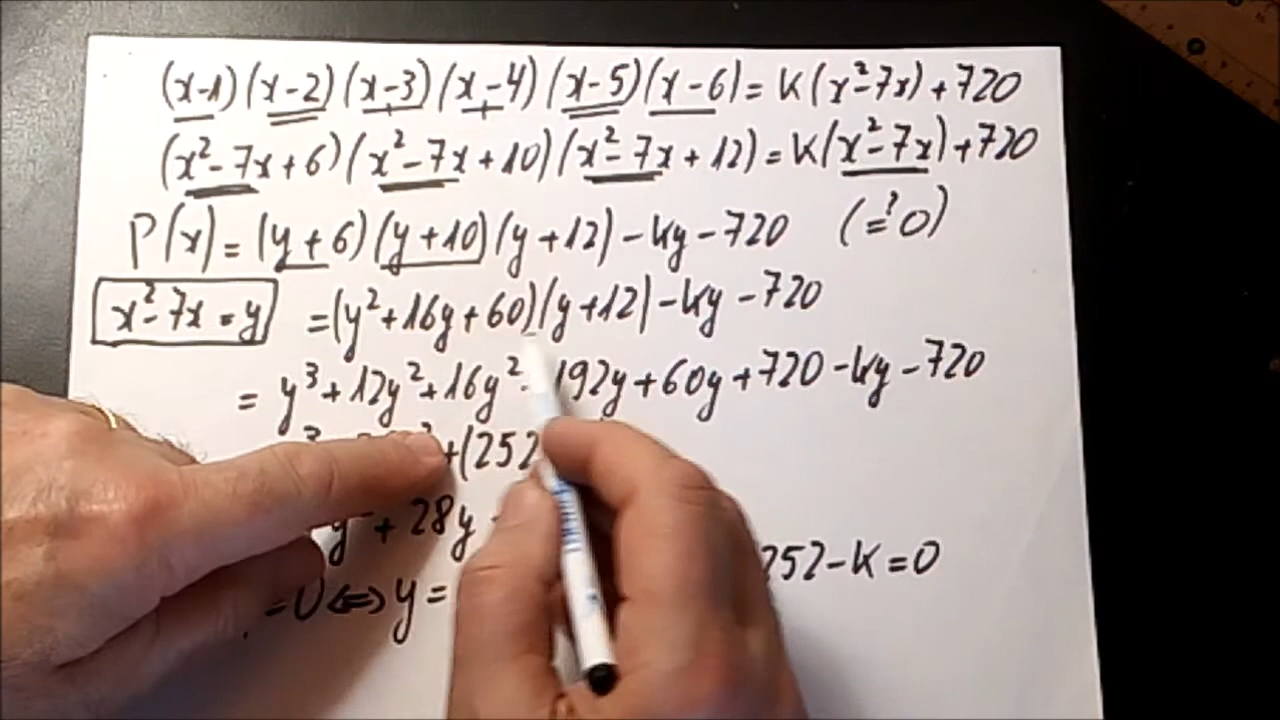 (x-1)(x-2)(x-3)(x-4)(x-5)(x-6)=K(x²-7x)+720
(x²-7x+6)(x²-7x+10)(x²-7x+12)=K(x²-7x)+720
P(x)=(y+6)(y+10)(y+12)-ky-720 (=?0)
x²-7x=y =(y²+16y+60)(y+12)-ky-720
= y³+12y²+16y² 192y+60y+720-ky-720
+(252
+28y 252-K=0
=0⇔y=